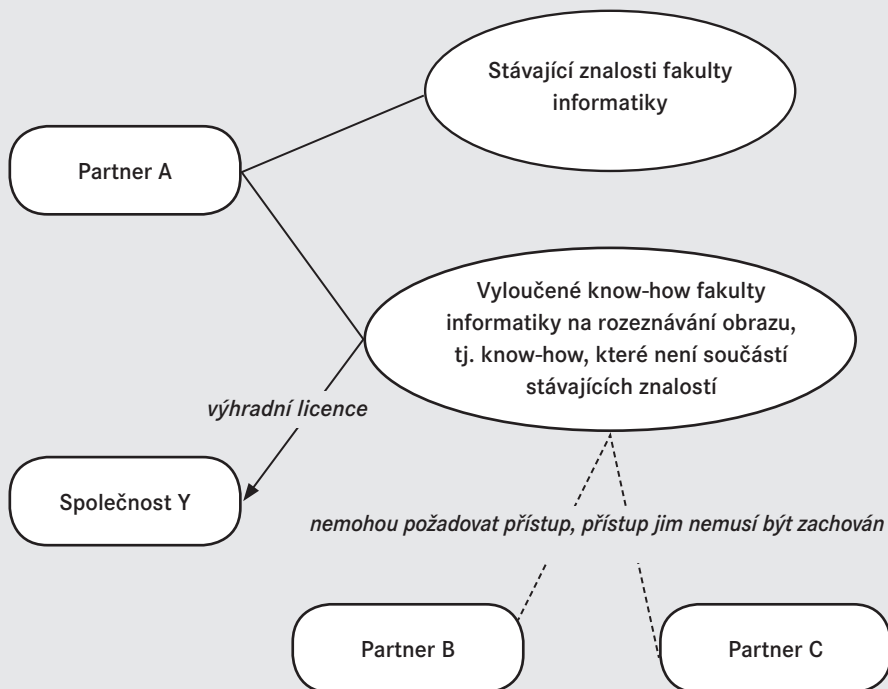 Stávající znalosti fakulty
informatiky
Partner A
Vyloučené know-how fakulty
informatiky na rozeznávání obrazu,
tj. know-how, které není součástí
stávajících znalostí
výhradní licence
Společnost Y
nemohou požadovat přístup, přístup jim nemusí být zachován
Partner B
Partner C